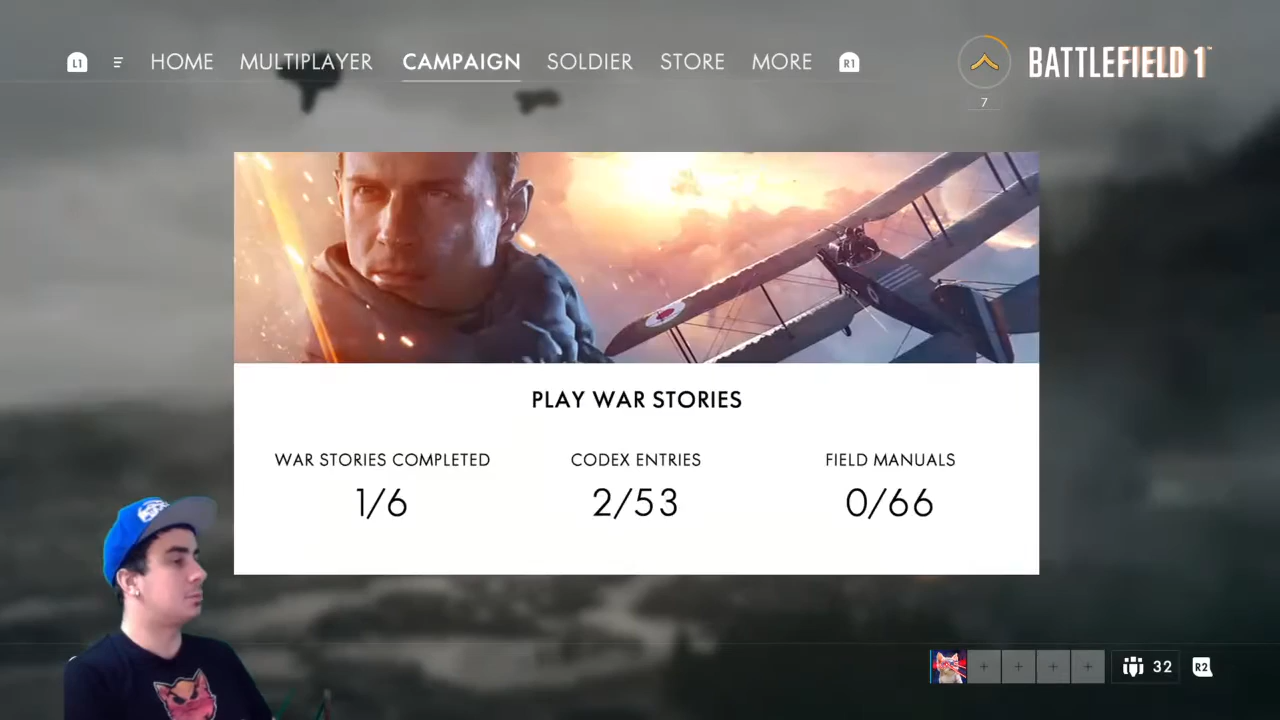 L1 HOME MULTIPLAYER CAMPAIGN SOLDIER STORE MORE R1
7
BATTLEFIELD 1™
PLAY WAR STORIES
WAR STORIES COMPLETED
1/6
CODEX ENTRIES
2/53
FIELD MANUALS
0/66
32 R2